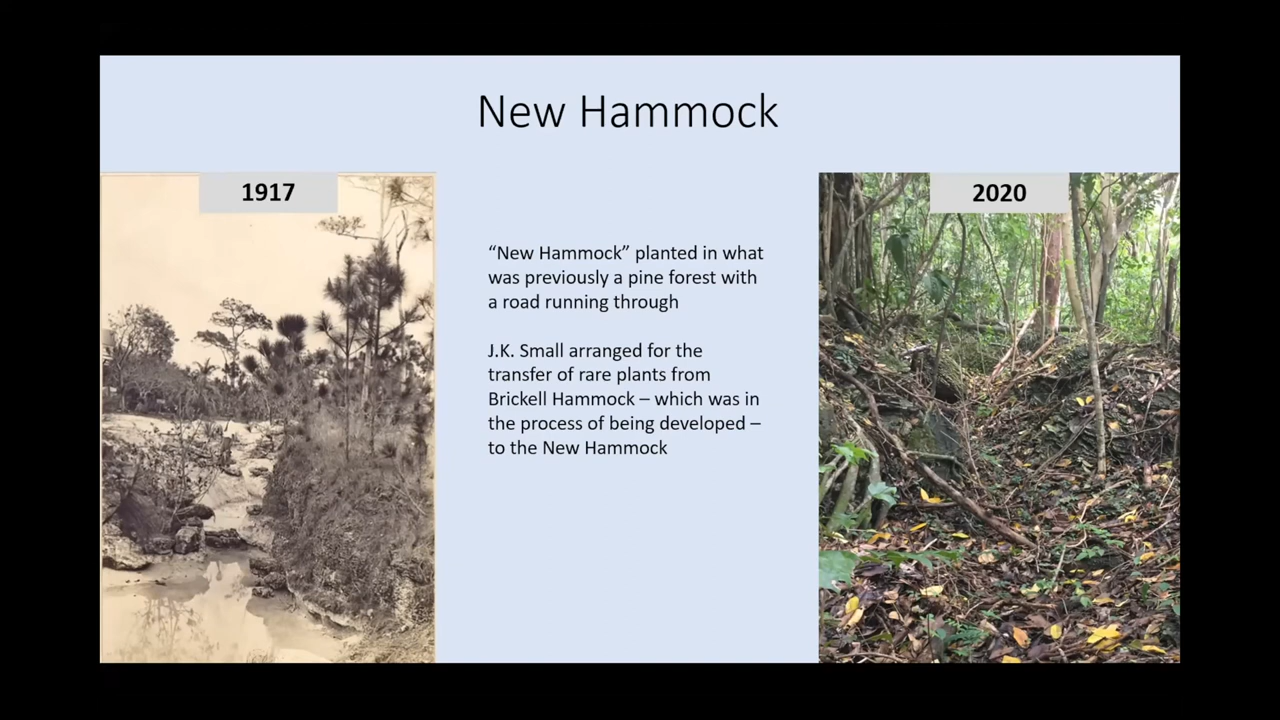 New Hammock
1917
2020
“New Hammock” planted in what
was previously a pine forest with
a road running through
J.K. Small arranged for the
transfer of rare plants from
Brickell Hammock – which was in
the process of being developed –
to the New Hammock